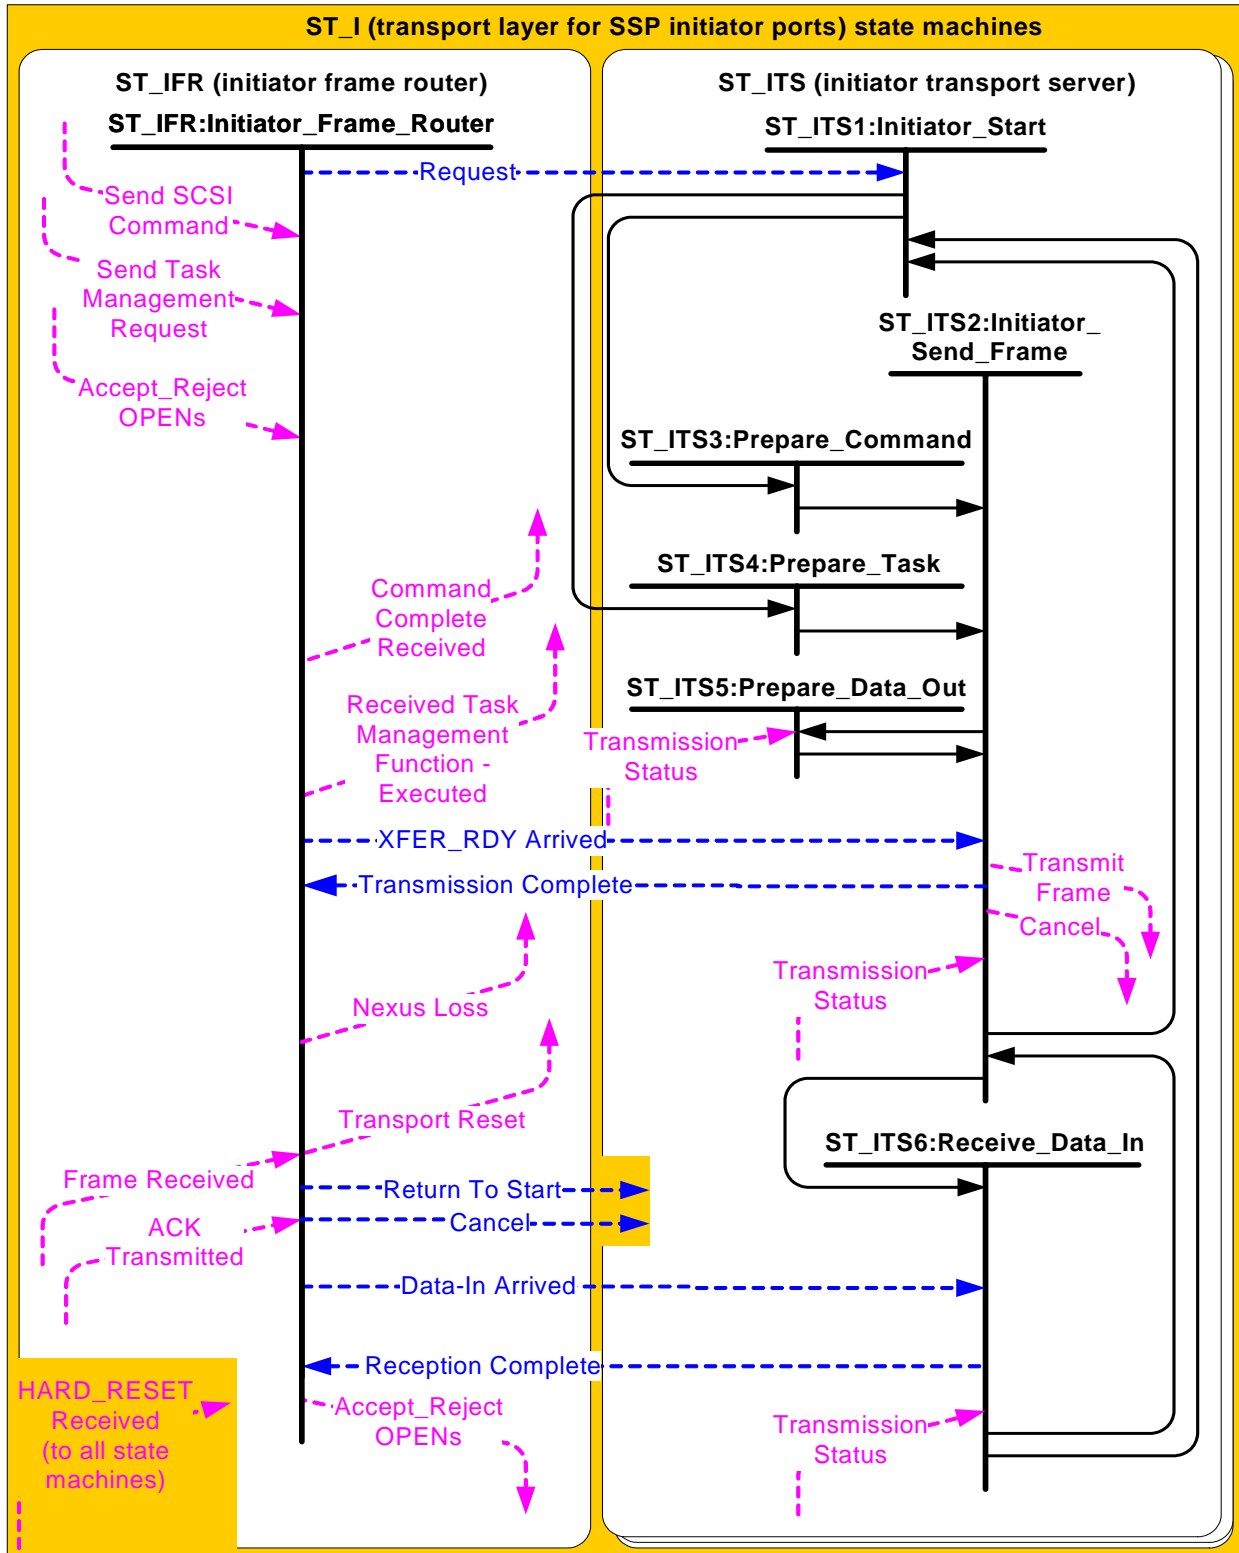 ST_I (transport layer for SSP initiator ports) state machines
ST_IFR (initiator frame router)
ST_IFR:Initiator_Frame_Router
Send SCSI
Command
Send Task
Management
Request
Accept_Reject
OPENs
Command
Complete
Received
Received Task
Management
Function -
Executed
Nexus Loss
Transport Reset
Frame Received
ACK
Transmitted
HARD_RESET
Received
(to all state
machines)
Accept_Reject
OPENs
Request
XFER_RDY Arrived
Transmission Complete
Return To Start
Cancel
Data-In Arrived
Reception Complete
ST_ITS (initiator transport server)
ST_ITS1:Initiator_Start
ST_ITS2:Initiator_
Send_Frame
ST_ITS3:Prepare_Command
ST_ITS4:Prepare_Task
ST_ITS5:Prepare_Data_Out
Transmission
Status
Transmit
Frame
Cancel
Transmission
Status
ST_ITS6:Receive_Data_In
Transmission
Status